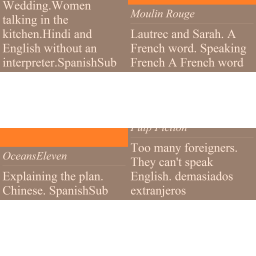 Wedding.Women
talking in the
kitchen.Hindi and
English without an
interpreter.SpanishSub
Moulin Rouge
Lautrec and Sarah. A
French word. Speaking
French A French word
OceansEleven
Explaining the plan.
Chinese. SpanishSub
Pulp Fiction
Too many foreigners.
They can't speak
English. demasiados
extranjeros